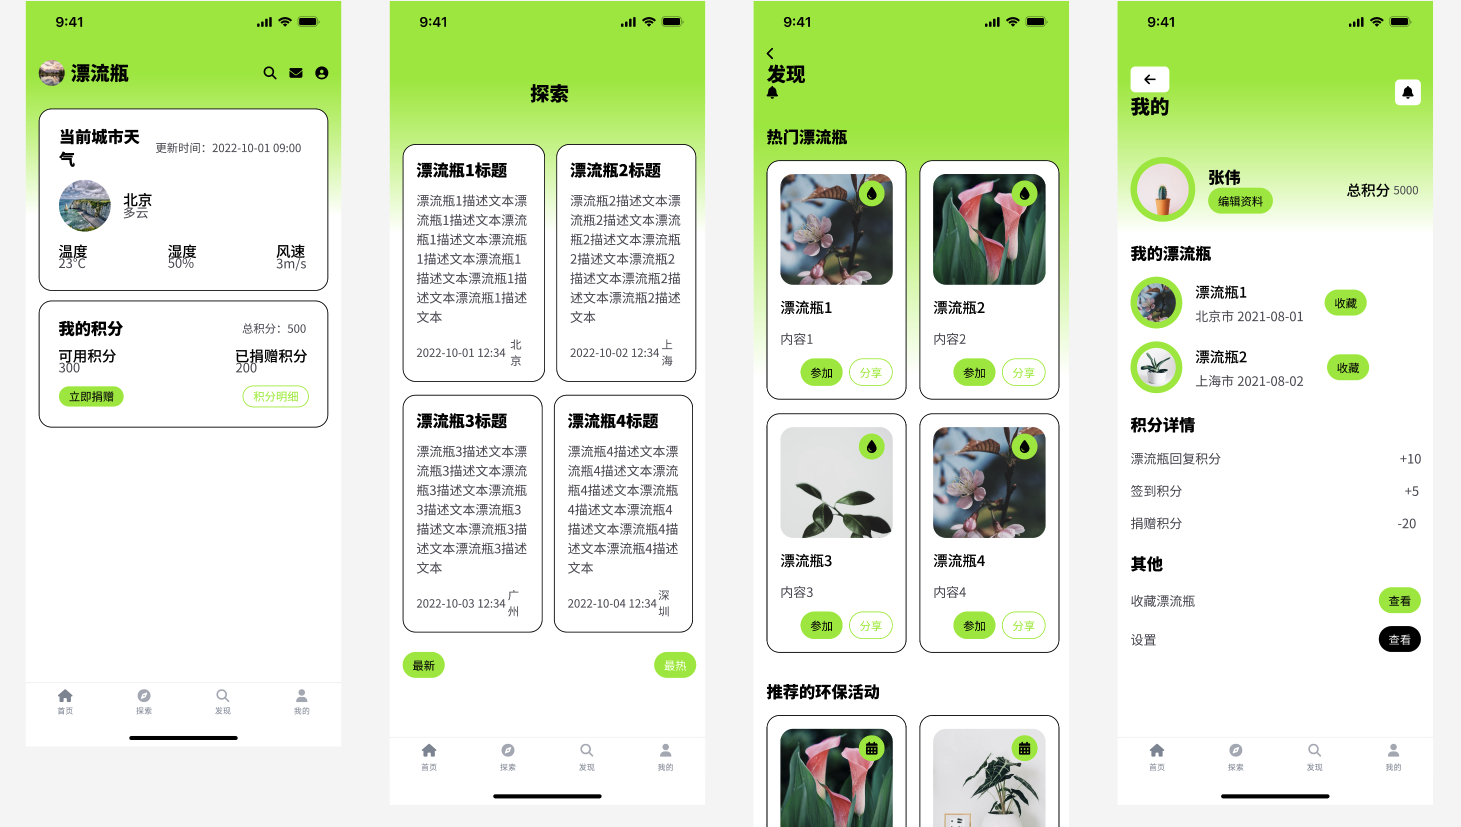 9:41
漂流瓶
当前城市天
气
更新时间：2022-10-01 09:00
北京
多云
温度
23°C
湿度
50%
风速
3m/s
我的积分
总积分：500
可用积分
300
已捐赠积分
200
立即捐赠
积分明细
首页
探索
发现
我的
9:41
探索
漂流瓶1标题
漂流瓶1描述文本漂
流瓶1描述文本漂流
瓶1描述文本漂流瓶
1描述文本漂流瓶1
描述文本漂流瓶1描
述文本漂流瓶1描述
文本
2022-10-01 12:34
北
京
漂流瓶2标题
漂流瓶2描述文本漂
流瓶2描述文本漂流
瓶2描述文本漂流瓶
2描述文本漂流瓶2
描述文本漂流瓶2描
述文本漂流瓶2描述
文本
2022-10-02 12:34
上
海
漂流瓶3标题
漂流瓶3描述文本漂
流瓶3描述文本漂流
瓶3描述文本漂流瓶
3描述文本漂流瓶3
描述文本漂流瓶3描
述文本漂流瓶3描述
文本
2022-10-03 12:34
广
州
漂流瓶4标题
漂流瓶4描述文本漂
流瓶4描述文本漂流
瓶4描述文本漂流瓶
4描述文本漂流瓶4
描述文本漂流瓶4描
述文本漂流瓶4描述
文本
2022-10-04 12:34
深
圳
最新
最热
首页
探索
发现
我的
9:41
发现
热门漂流瓶
漂流瓶1
内容1
参加
分享
漂流瓶2
内容2
参加
分享
漂流瓶3
内容3
参加
分享
漂流瓶4
内容4
参加
分享
推荐的环保活动
9:41
我的
张伟
编辑资料
总积分 5000
我的漂流瓶
漂流瓶1
北京市 2021-08-01
收藏
漂流瓶2
上海市 2021-08-02
收藏
积分详情
漂流瓶回复积分
+10
签到积分
+5
捐赠积分
-20
其他
收藏漂流瓶
查看
设置
查看
首页
探索
发现
我的